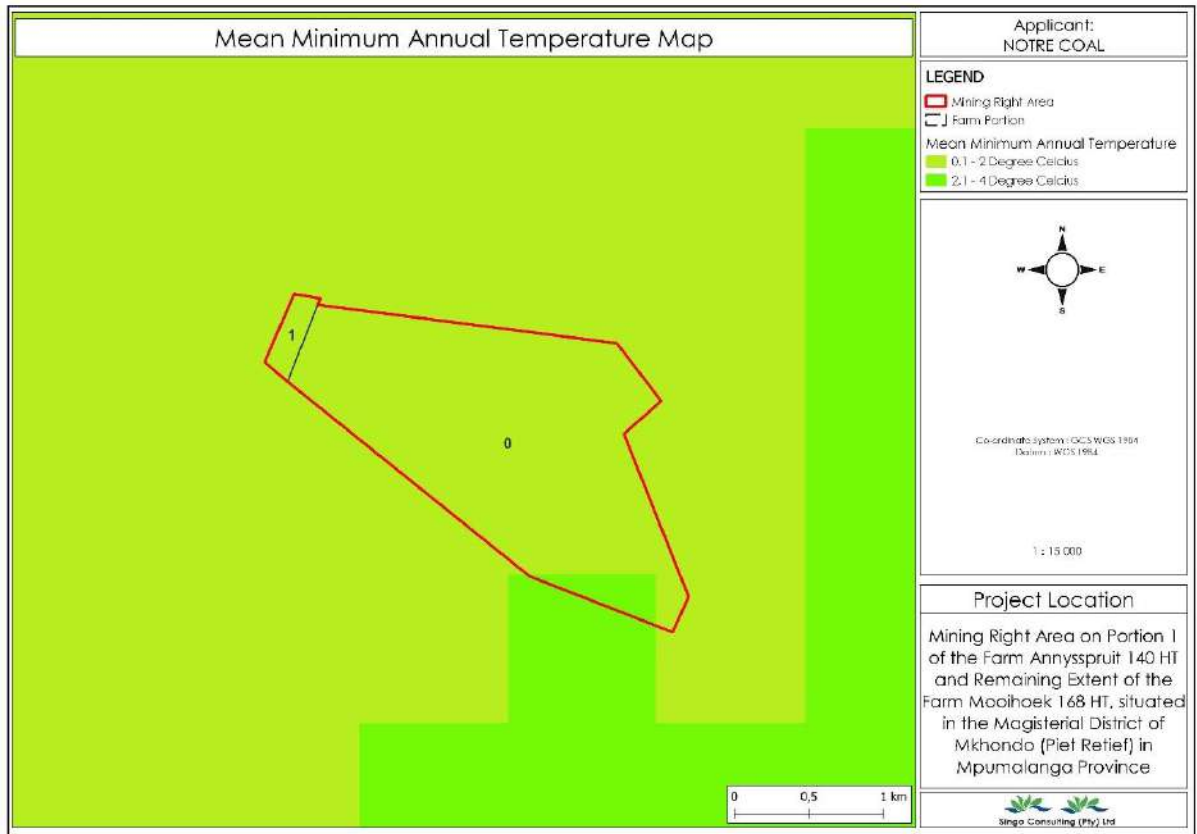 Mean Minimum Annual Temperature Map
1
0
0
0,5
1 km
Applicant:
NOTRE COAL
LEGEND
Mining Right Area
Farm Portion
Mean Minimum Annual Temperature
0.1 - 2 Degree Celcius
2.1 - 4 Degree Celcius
N
W
E
S
Co-ordinate System : GCS WGS 1984
Datum : WGS 1984
1 : 15 000
Project Location
Mining Right Area on Portion 1
of the Farm Annysspruit 140 HT
and Remaining Extent of the
Farm Mooihoek 168 HT, situated
in the Magisterial District of
Mkhondo (Piet Retief) in
Mpumalanga Province
Singo Consulting (Pty) Ltd